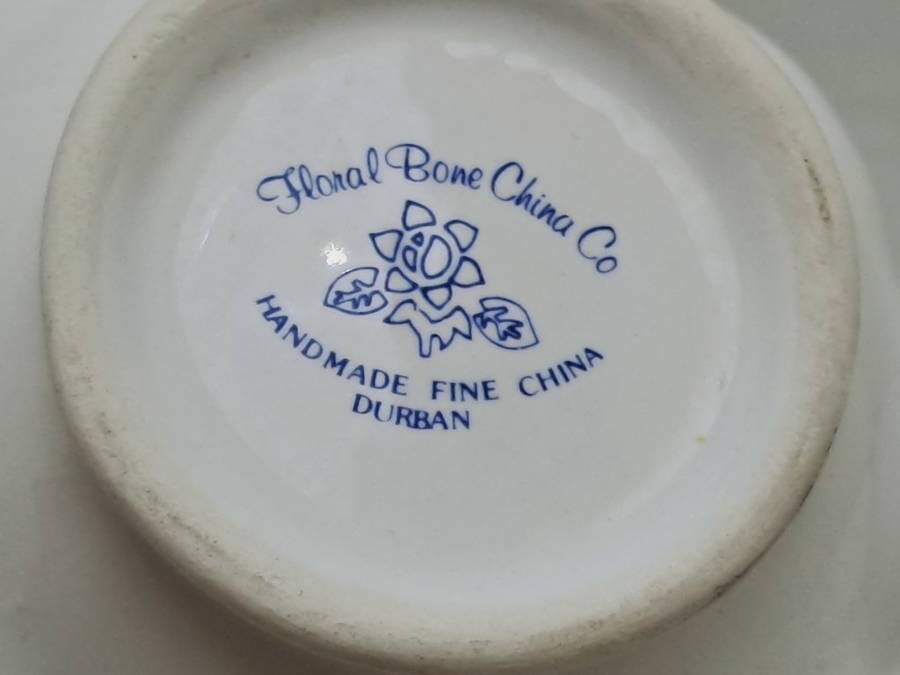 Floral Bone China Co
HANDMADE FINE CHINA
DURBAN